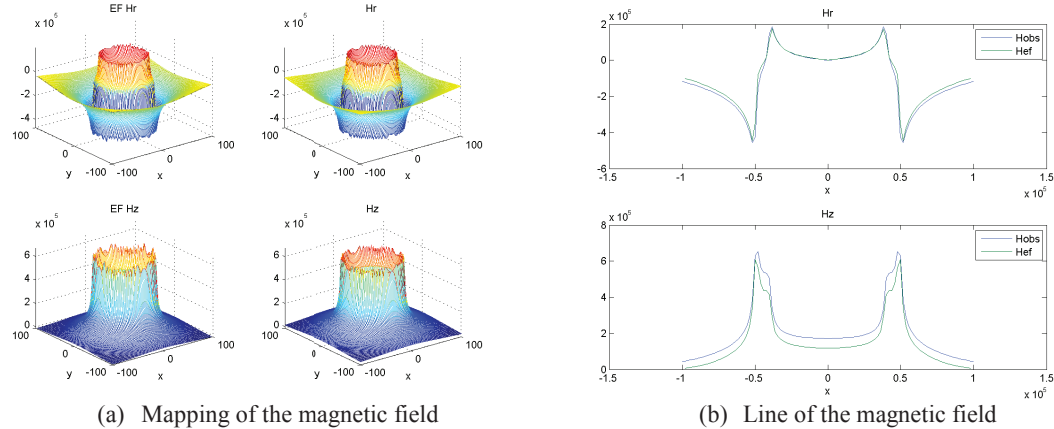 EF Hr
x 10^5
0
-2
-4
100
0
-100
y
-100
0
100
x
Hr
x 10^5
0
-2
-4
100
0
-100
y
-100
0
100
x
EF Hz
x 10^5
6
4
2
0
100
0
-100
y
-100
0
100
x
Hz
x 10^5
6
4
2
0
100
0
-100
y
-100
0
100
x
(a) Mapping of the magnetic field
Hr
x 10^5
2
0
-2
-4
-6
-1.5
-1
-0.5
0
0.5
1
1.5
x
x 10^5
Hobs
Hef
Hz
x 10^5
8
6
4
2
0
-1.5
-1
-0.5
0
0.5
1
1.5
x
x 10^5
Hobs
Hef
(b) Line of the magnetic field